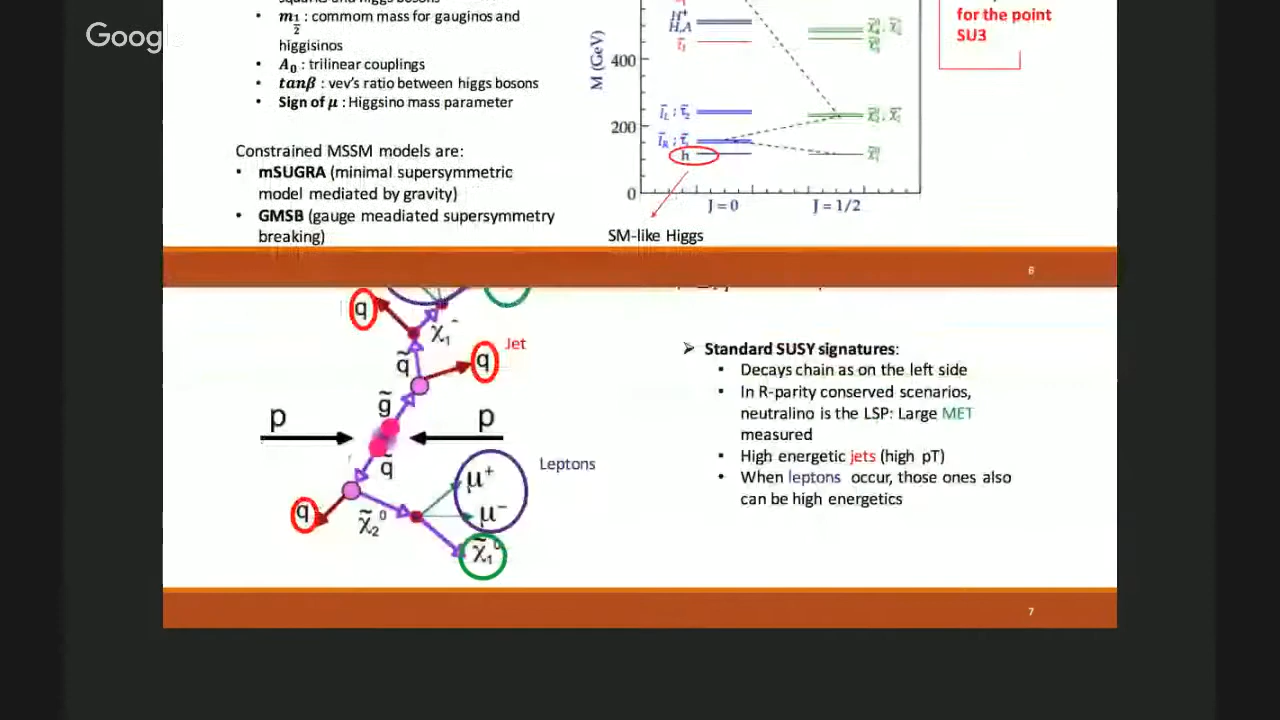 Google
squarks and higgs bosons
• m1/2 : commom mass for gauginos and
higgisinos
• A0 : trilinear couplings
• tanβ : vev's ratio between higgs bosons
• Sign of μ : Higgsino mass parameter
Constrained MSSM models are:
• mSUGRA (minimal supersymmetric
model mediated by gravity)
• GMSB (gauge meadiated supersymmetry
breaking)
M (GeV)
400
200
0
H,A
h
J = 0
J = 1/2
SM-like Higgs
for the point
SU3
6
q
χ̃1⁻
Jet
q̃
q
g̃
p
p
q̃
Leptons
μ+
μ−
q
χ̃2⁰
χ̃1⁰
➢ Standard SUSY signatures:
• Decays chain as on the left side
• In R-parity conserved scenarios,
neutralino is the LSP: Large MET
measured
• High energetic jets (high pT)
• When leptons occur, those ones also
can be high energetics
7